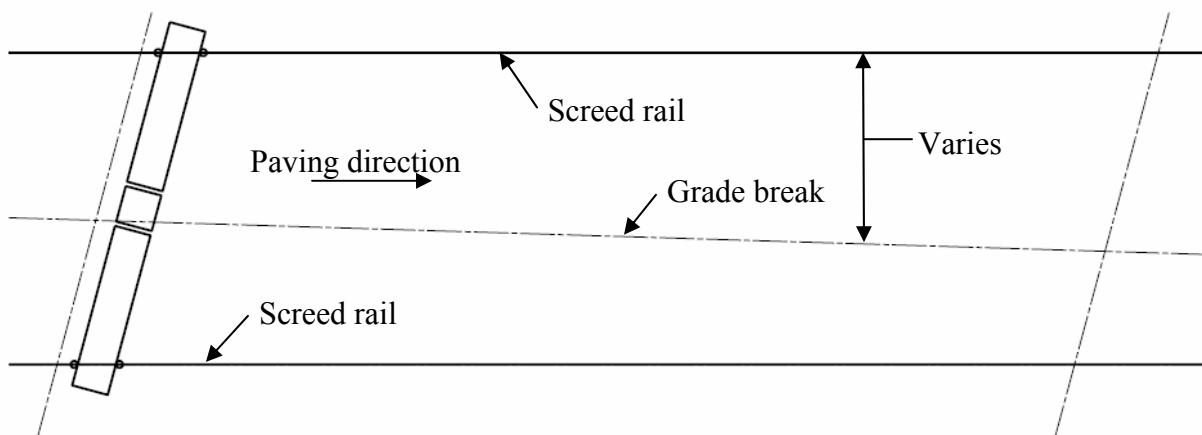 Screed rail
Varies
Paving direction
Grade break
Screed rail